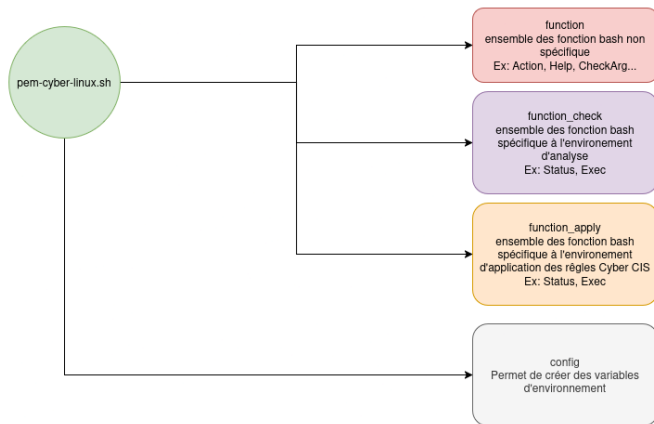 pem-cyber-linux.sh
function
ensemble des fonction bash non
spécifique
Ex: Action, Help, CheckArg...
function_check
ensemble des fonction bash
spécifique à l'environement
d'analyse
Ex: Status, Exec
function_apply
ensemble des fonction bash
spécifique à l'environement
d'application des rêgles Cyber CIS
Ex: Status, Exec
config
Permet de créer des variables
d'environnement